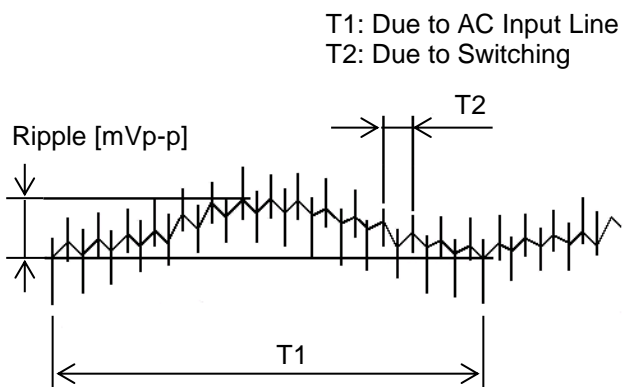 T1: Due to AC Input Line
T2: Due to Switching
T2
Ripple [mVp-p]
T1